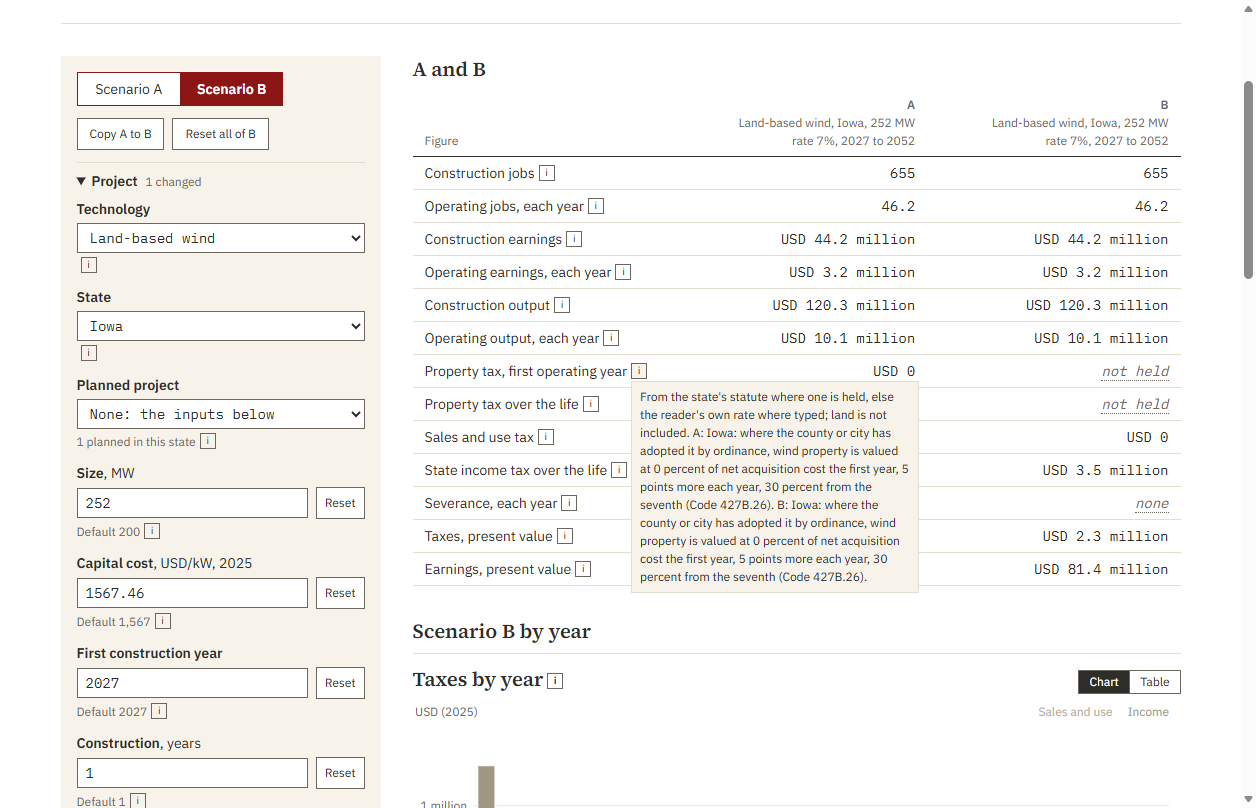 Scenario A
Scenario B
Copy A to B
Reset all of B
▼ Project 1 changed
Technology
Land-based wind
i
State
Iowa
i
Planned project
None: the inputs below
1 planned in this state i
Size, MW
252
Reset
Default 200 i
Capital cost, USD/kW, 2025
1567.46
Reset
Default 1,567 i
First construction year
2027
Reset
Default 2027 i
Construction, years
1
Reset
Default 1 i
A and B
A
B
Land-based wind, Iowa, 252 MW
Land-based wind, Iowa, 252 MW
Figure
rate 7%, 2027 to 2052
rate 7%, 2027 to 2052
Construction jobs i 655 655
Operating jobs, each year i 46.2 46.2
Construction earnings i USD 44.2 million USD 44.2 million
Operating earnings, each year i USD 3.2 million USD 3.2 million
Construction output i USD 120.3 million USD 120.3 million
Operating output, each year i USD 10.1 million USD 10.1 million
Property tax, first operating year i USD 0 not held
Property tax over the life i not held
Sales and use tax i USD 0
State income tax over the life i USD 3.5 million
Severance, each year i none
Taxes, present value i USD 2.3 million
Earnings, present value i USD 81.4 million
From the state's statute where one is held, else
the reader's own rate where typed; land is not
included. A: Iowa: where the county or city has
adopted it by ordinance, wind property is valued
at 0 percent of net acquisition cost the first year, 5
points more each year, 30 percent from the
seventh (Code 427B.26). B: Iowa: where the
county or city has adopted it by ordinance, wind
property is valued at 0 percent of net acquisition
cost the first year, 5 points more each year, 30
percent from the seventh (Code 427B.26).
Scenario B by year
Taxes by year i
Chart
Table
USD (2025)
Sales and use
Income
1 million